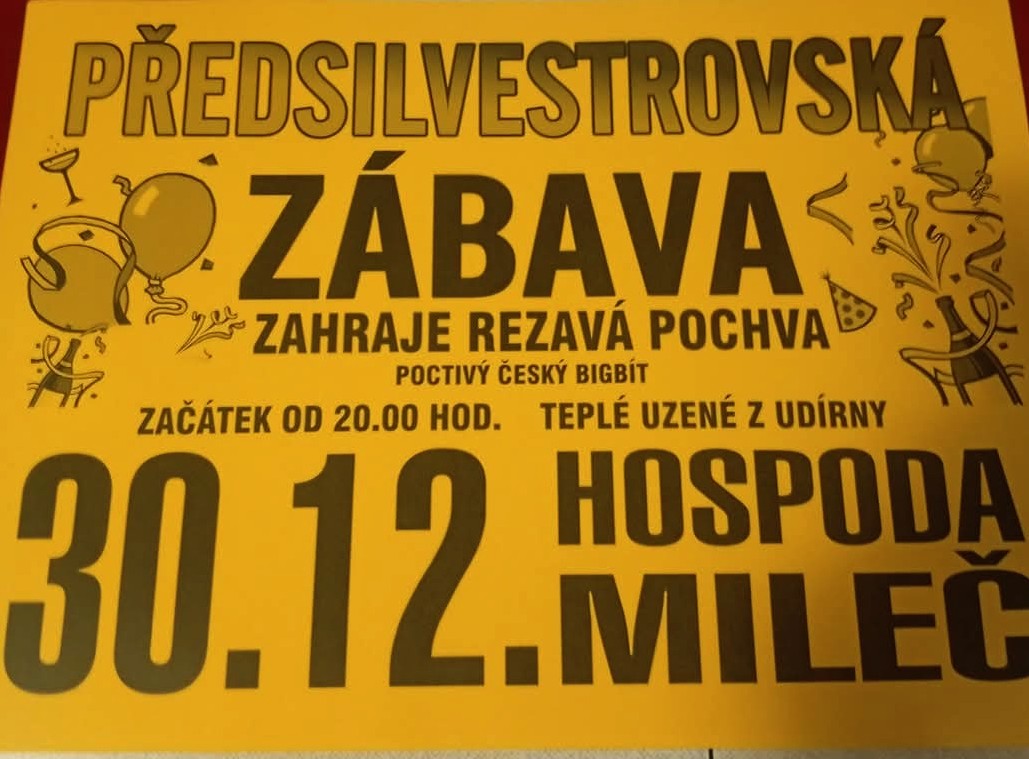 PŘEDSILVESTROVSKÁ
ZÁBAVA
ZAHRAJE REZAVÁ POCHVA
POCTIVÝ ČESKÝ BIGBÍT
ZAČÁTEK OD 20.00 HOD. TEPLÉ UZENÉ Z UDÍRNY
30.12. HOSPODA
MILEČ